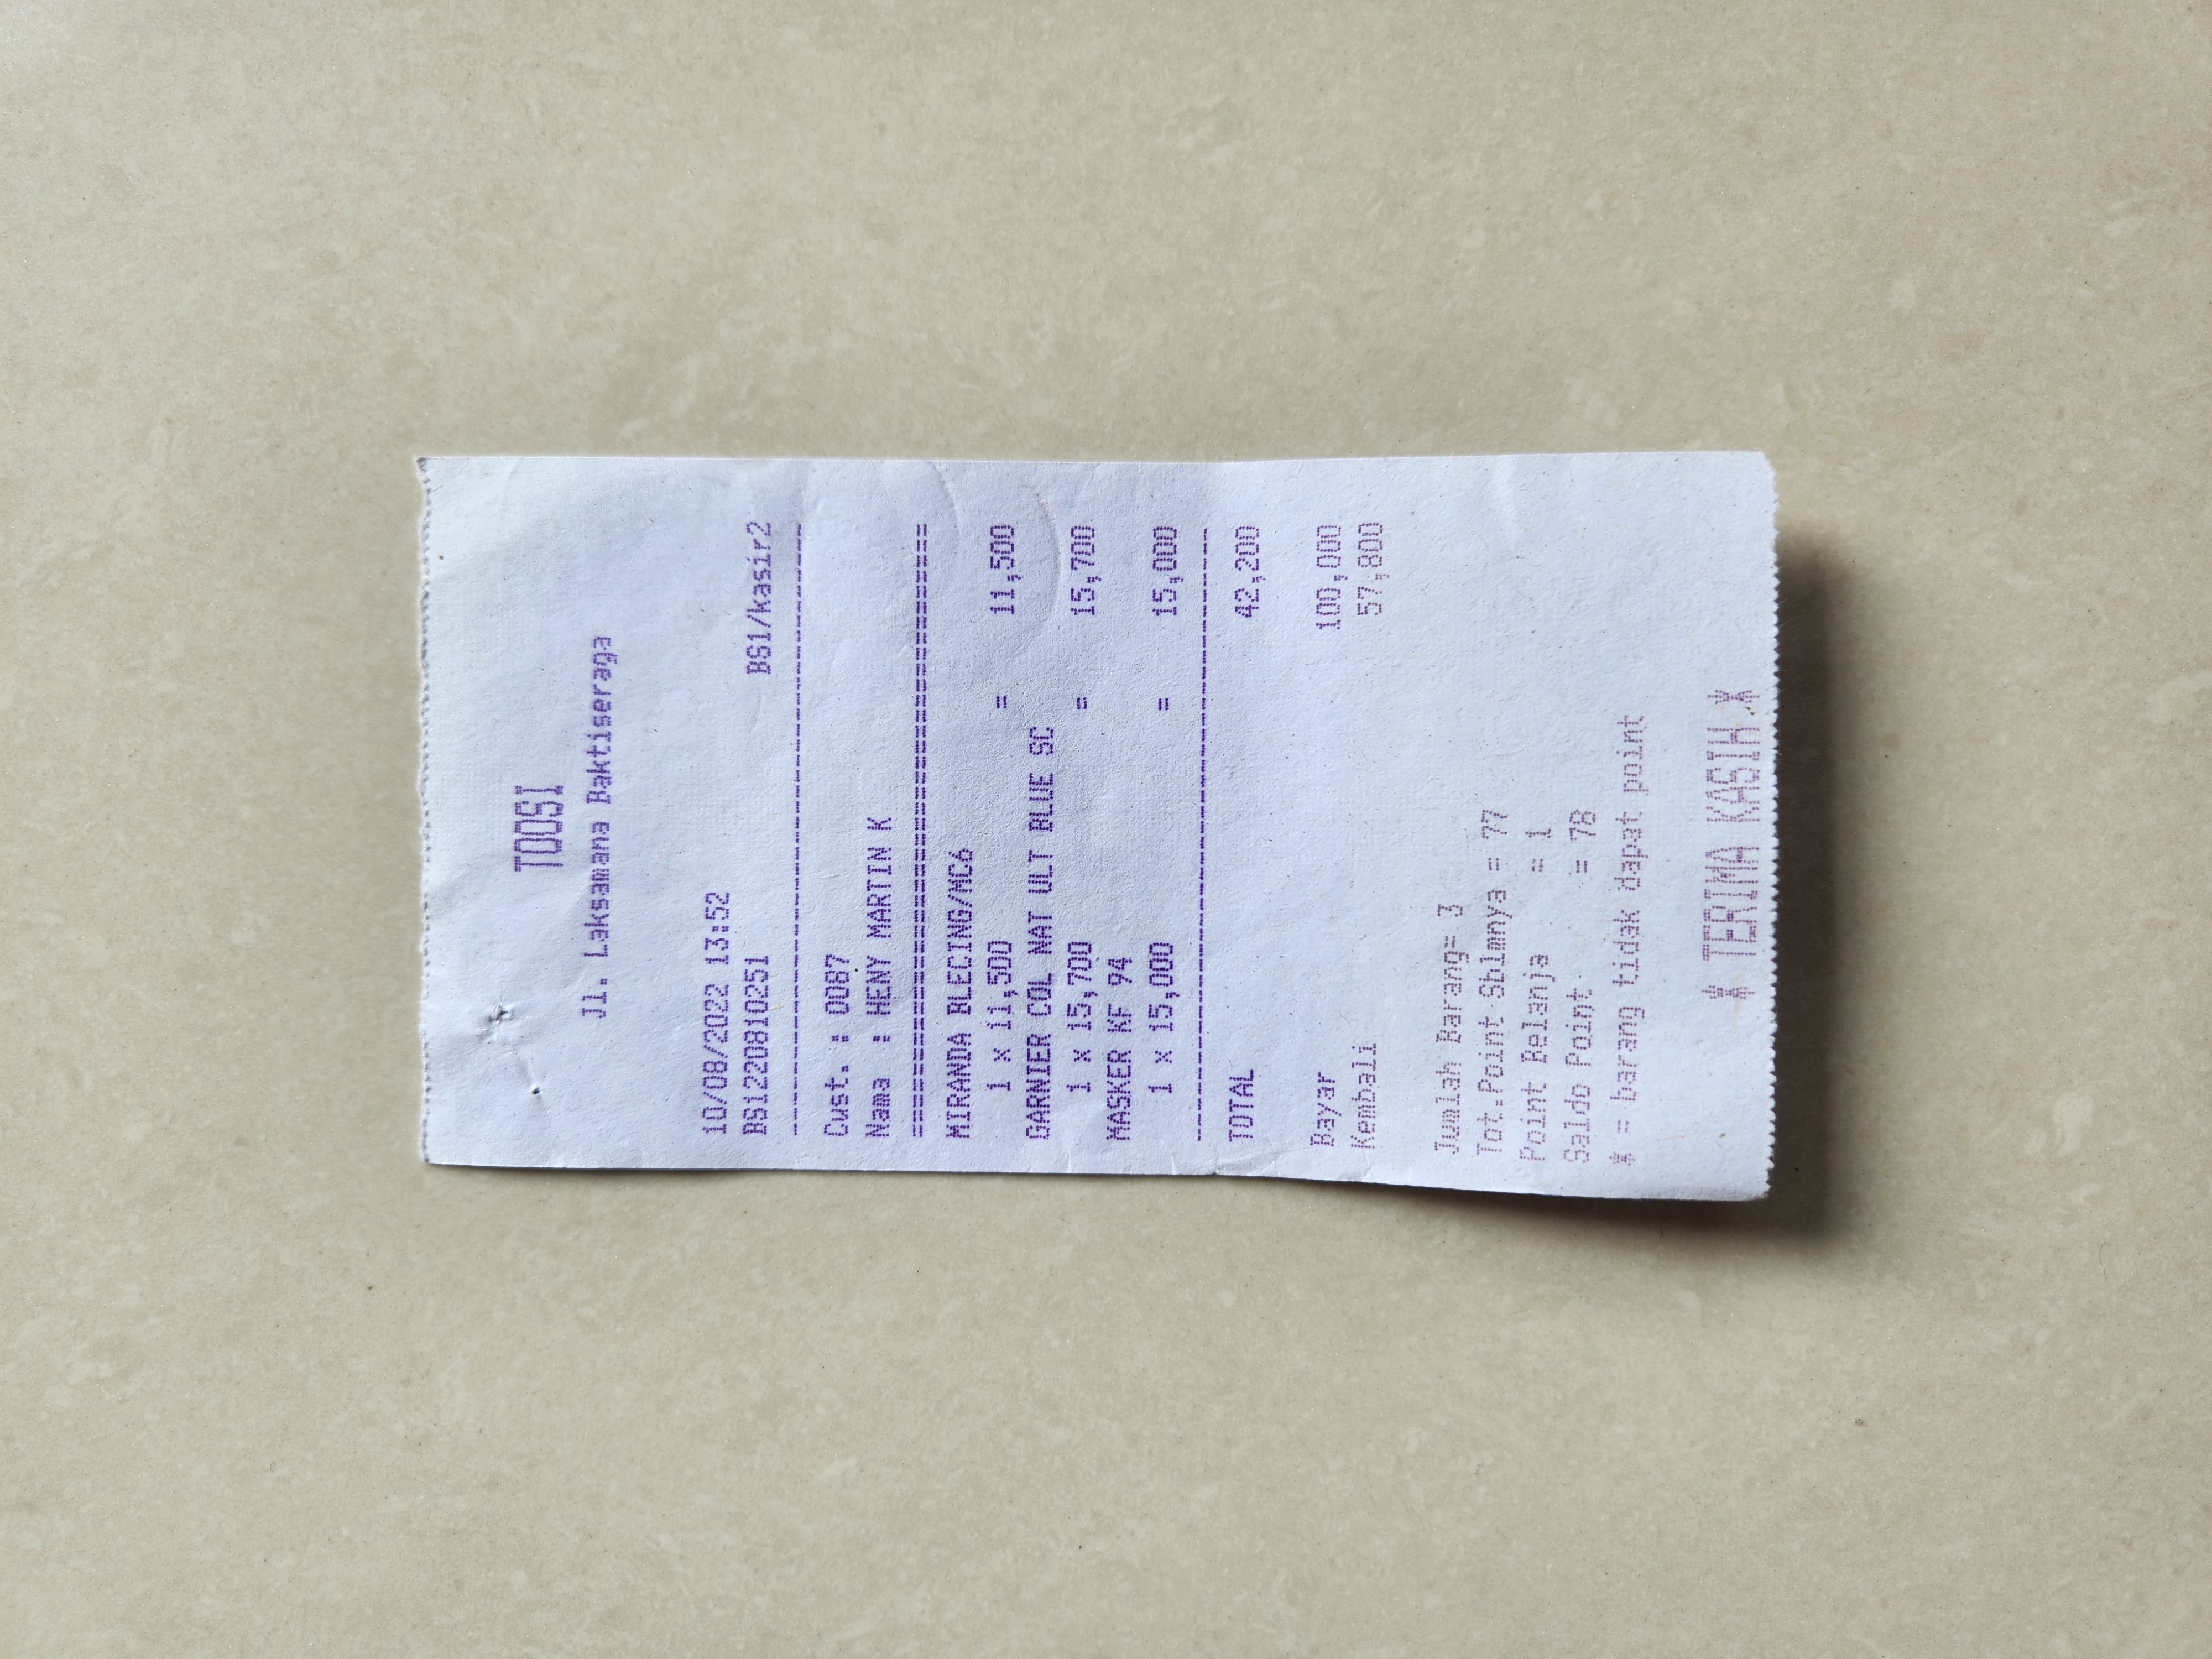 TOOSI
Jl. Laksamana Baktiseraga
10/08/2022 13:52
BS1220810251 BS1/kasir2
----------------------------------------
Cust. : 0087
Nama : HENY MARTIN K
========================================
MIRANDA BLECING/MC6
1 x 11,500 = 11,500
GARNIER COL NAT ULT BLUE SC
1 x 15,700 = 15,700
MASKER KF 94
1 x 15,000 = 15,000
----------------------------------------
TOTAL 42,200
Bayar 100,000
Kembali 57,800
Jumlah Barang= 3
Tot.Point Sblmnya = 77
Point Belanja = 1
Saldo Point = 78
* = barang tidak dapat point
* TERIMA KASIH *